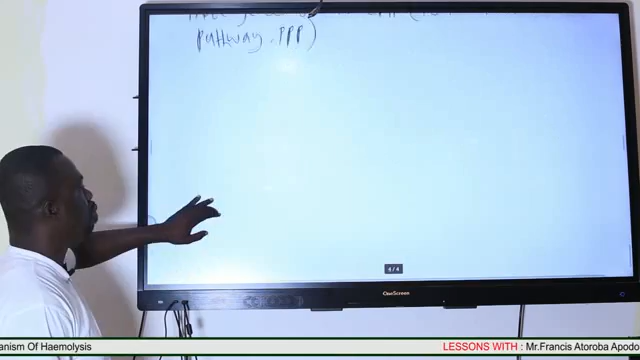 Pathway. PPP)
4/4
OneScreen
anism Of Haemolysis
LESSONS WITH : Mr.Francis Atoroba Apodo